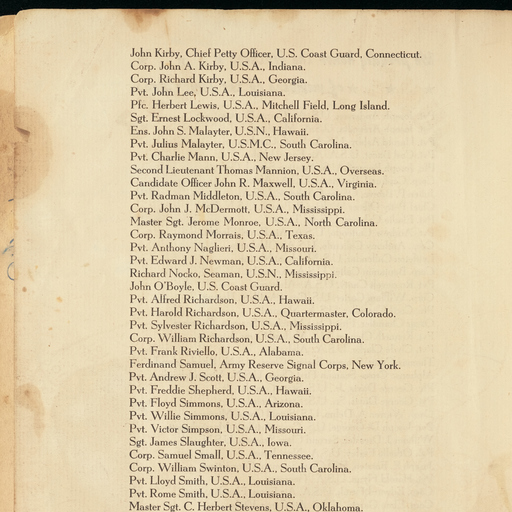 John Kirby, Chief Petty Officer, U.S. Coast Guard, Connecticut.
Corp. John A. Kirby, U.S.A., Indiana.
Corp. Richard Kirby, U.S.A., Georgia.
Pvt. John Lee, U.S.A., Louisiana.
Pfc. Herbert Lewis, U.S.A., Mitchell Field, Long Island.
Sgt. Ernest Lockwood, U.S.A., California.
Ens. John S. Malayter, U.S.N., Hawaii.
Pvt. Julius Malayter, U.S.M.C., South Carolina.
Pvt. Charlie Mann, U.S.A., New Jersey.
Second Lieutenant Thomas Mannion, U.S.A., Overseas.
Candidate Officer John R. Maxwell, U.S.A., Virginia.
Pvt. Radman Middleton, U.S.A., South Carolina.
Corp. John J. McDermott, U.S.A., Mississippi.
Master Sgt. Jerome Monroe, U.S.A., North Carolina.
Corp. Raymond Morrais, U.S.A., Texas.
Pvt. Anthony Naglieri, U.S.A., Missouri.
Pvt. Edward J. Newman, U.S.A., California.
Richard Nocko, Seaman, U.S.N., Mississippi.
John O'Boyle, U.S. Coast Guard.
Pvt. Alfred Richardson, U.S.A., Hawaii.
Pvt. Harold Richardson, U.S.A., Quartermaster, Colorado.
Pvt. Sylvester Richardson, U.S.A., Mississippi.
Corp. William Richardson, U.S.A., South Carolina.
Pvt. Frank Riviello, U.S.A., Alabama.
Ferdinand Samuel, Army Reserve Signal Corps, New York.
Pvt. Andrew J. Scott, U.S.A., Georgia.
Pvt. Freddie Shepherd, U.S.A., Hawaii.
Pvt. Floyd Simmons, U.S.A., Arizona.
Pvt. Willie Simmons, U.S.A., Louisiana.
Pvt. Victor Simpson, U.S.A., Missouri.
Sgt. James Slaughter, U.S.A., Iowa.
Corp. Samuel Small, U.S.A., Tennessee.
Corp. William Swinton, U.S.A., South Carolina.
Pvt. Lloyd Smith, U.S.A., Louisiana.
Pvt. Rome Smith, U.S.A., Louisiana.
Master Sgt. C. Herbert Stevens, U.S.A., Oklahoma.